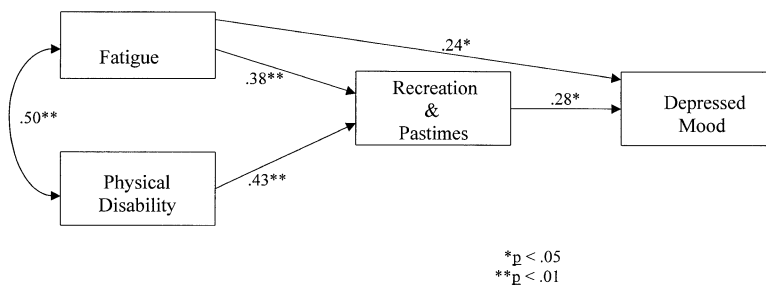 Fatigue
.24*
.38**
Recreation
&
Pastimes
.28*
Depressed
Mood
.50**
Physical
Disability
.43**
*p < .05
**p < .01